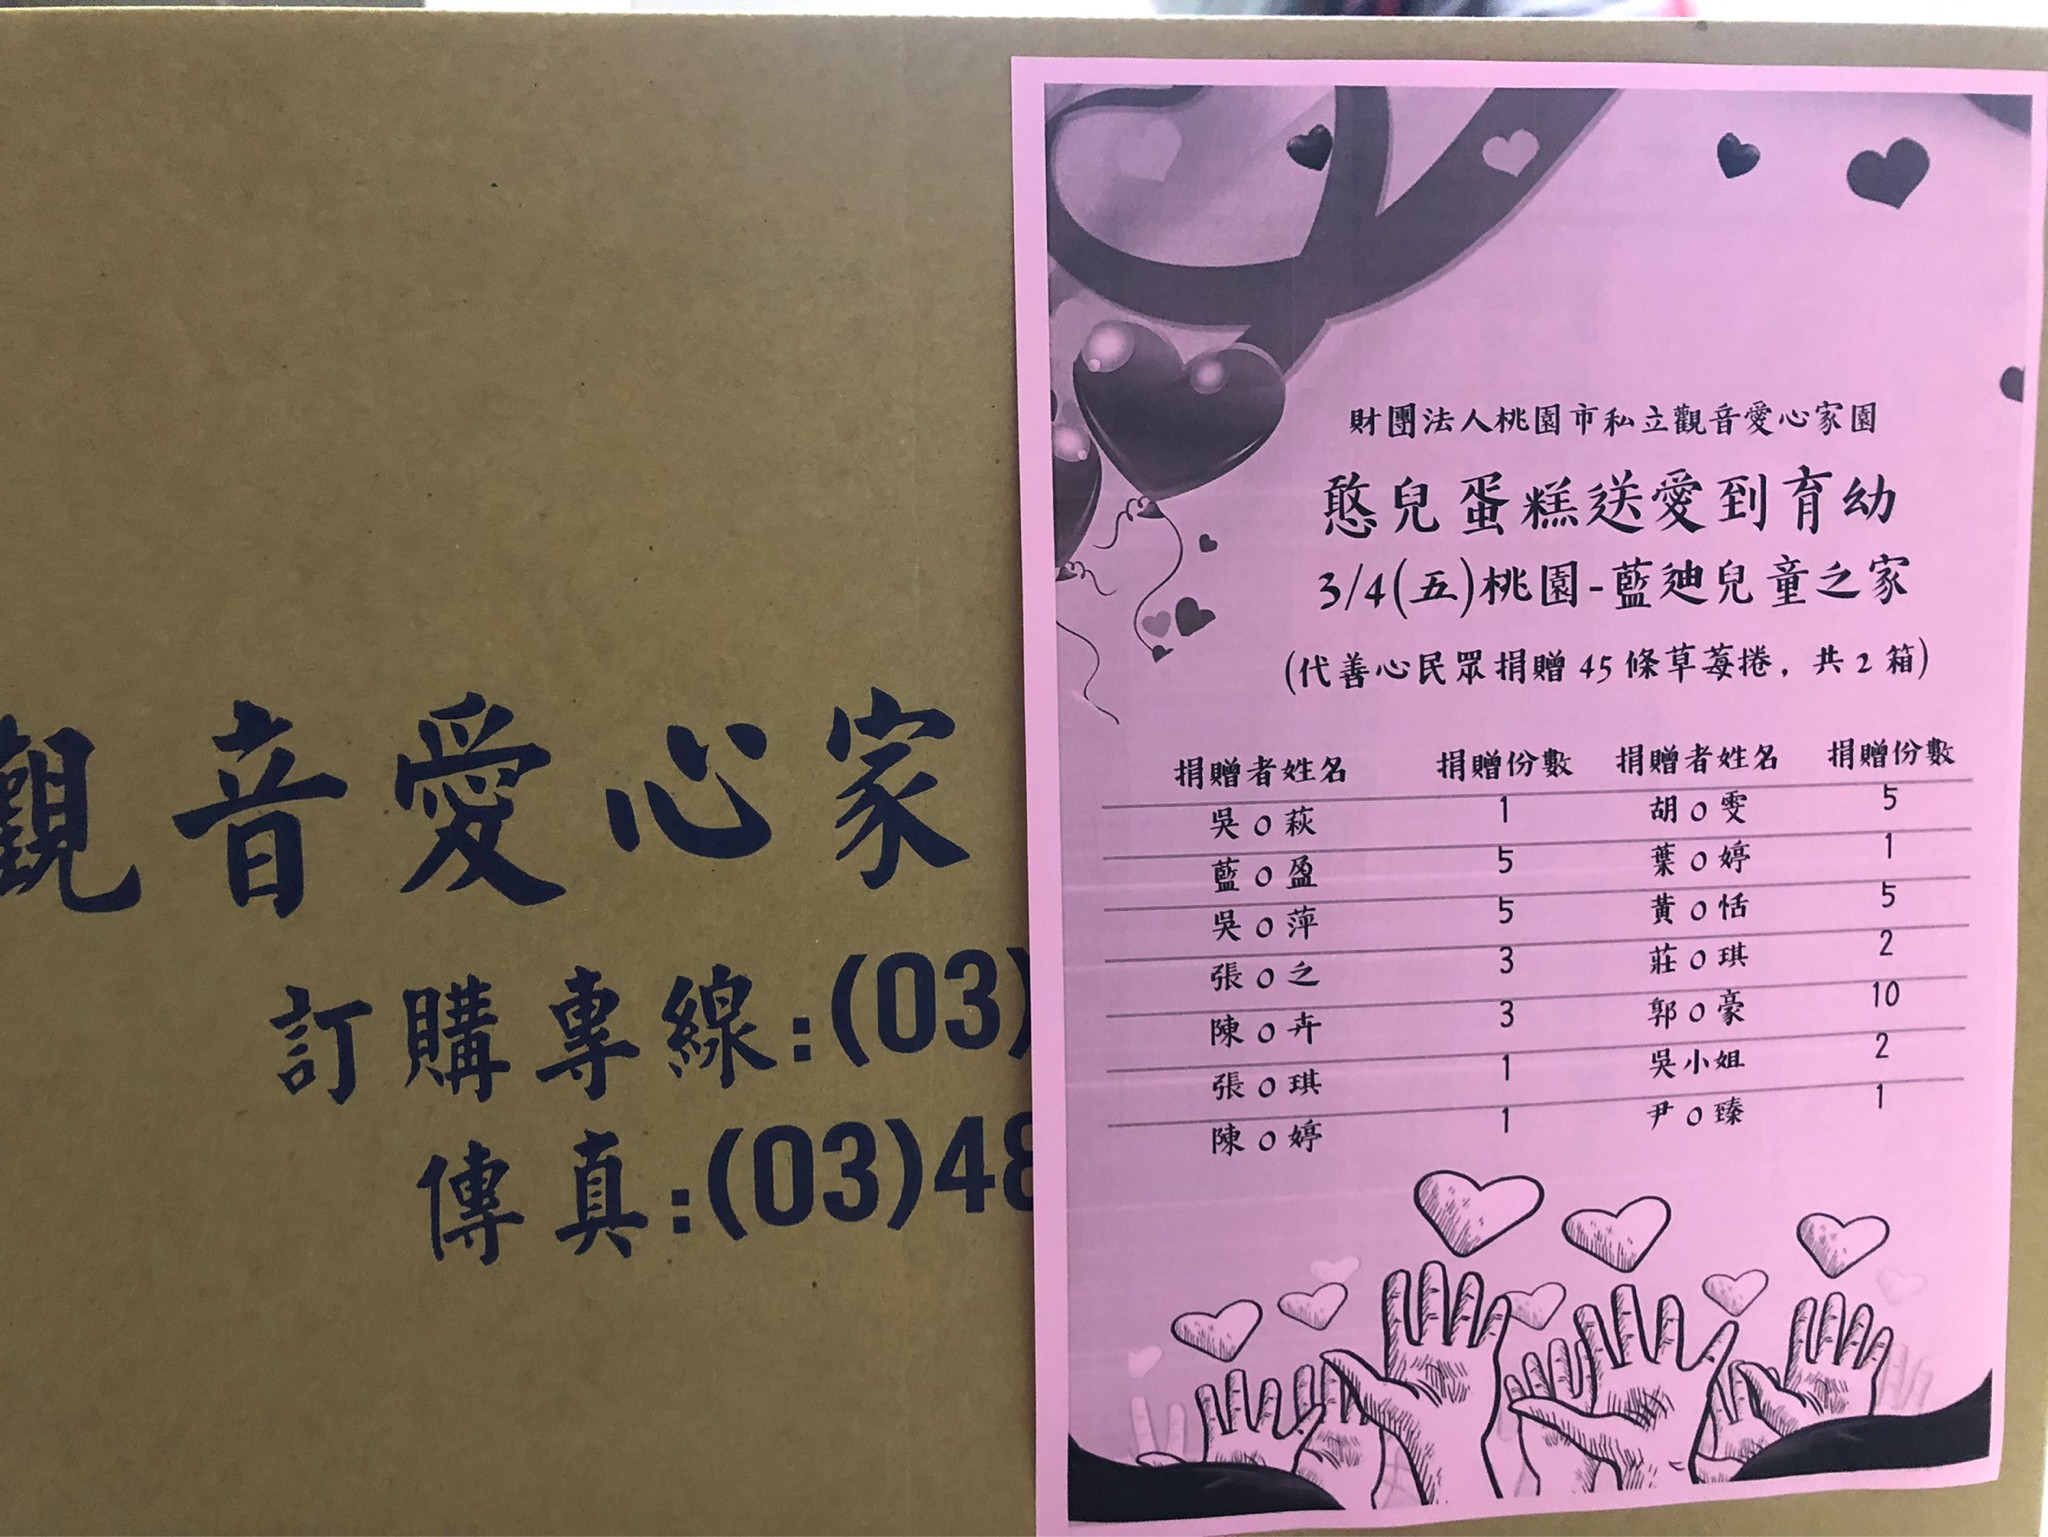 觀音愛心家
訂購專線:(03)
傳真:(03)48
財團法人桃園市私立觀音愛心家園
憨兒蛋糕送愛到育幼
3/4(五)桃園-藍迪兒童之家
(代善心民眾捐贈45條草莓捲，共2箱)
捐贈者姓名 捐贈份數 捐贈者姓名 捐贈份數
吳O萩 1 胡O雯 5
藍O盈 5 葉O婷 1
吳O萍 5 黃O恬 5
張O之 3 莊O琪 2
陳O卉 3 郭O豪 10
張O琪 1 吳小姐 2
陳O婷 1 尹O臻 1